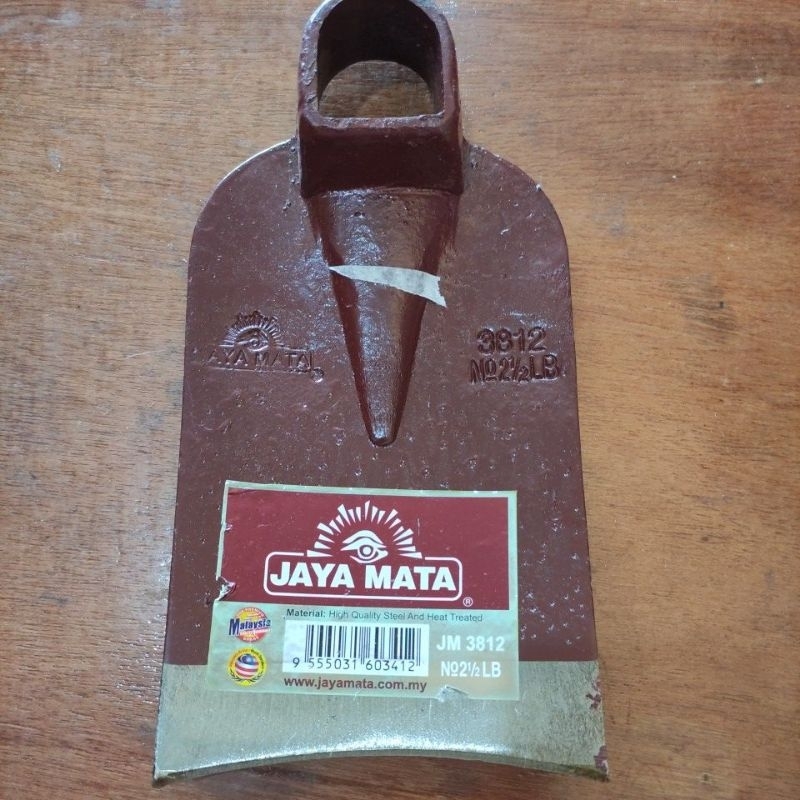 JAYA MATA
3812
№2½LB
JAYA MATA
®
Material: High Quality Steel And Heat Treated
Malaysia
9 555031 603412
JM 3812
№2½LB
www.jayamata.com.my